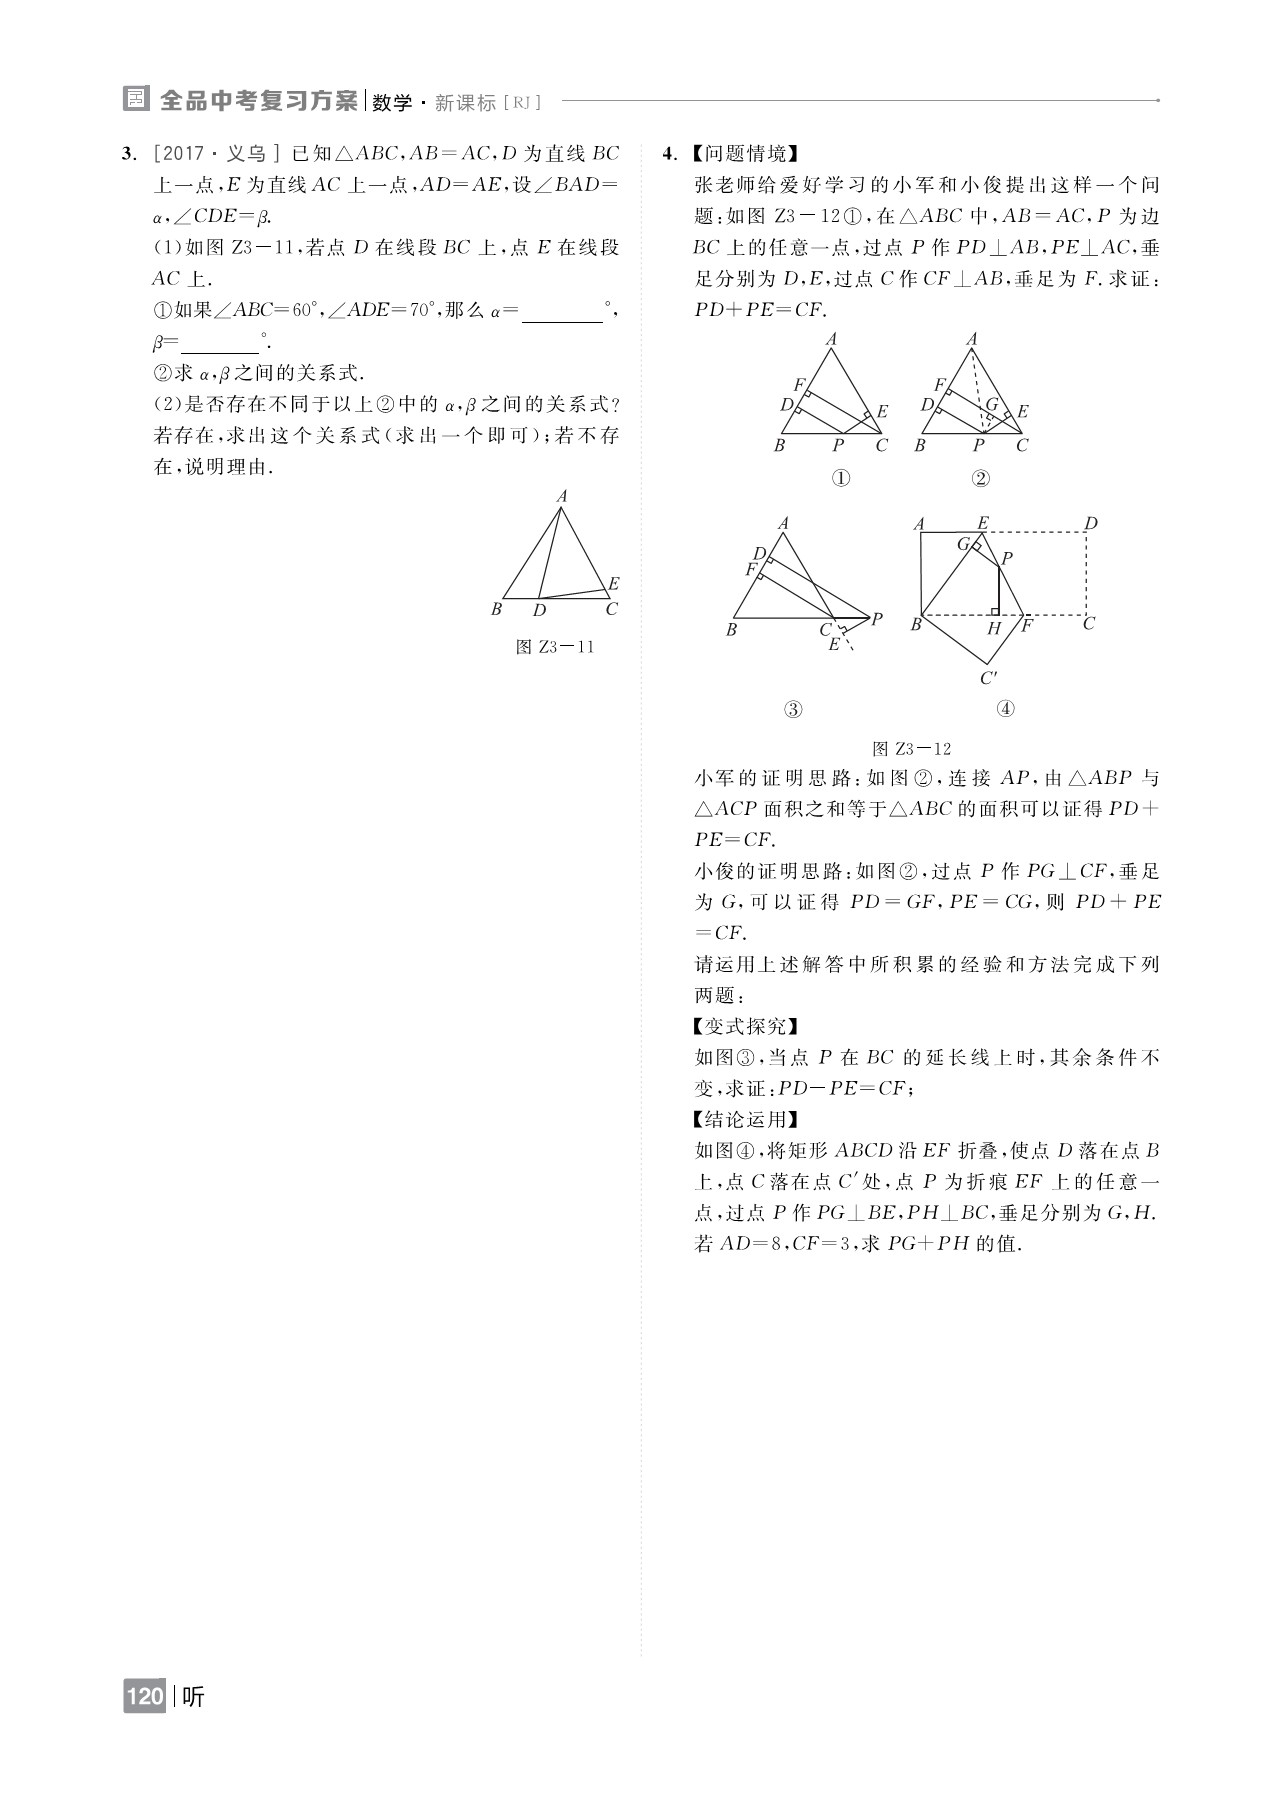 全品中考复习方案 数学·新课标[RJ]
3. [2017·义乌] 已知△ABC,AB=AC,D 为直线 BC
上一点,E 为直线 AC 上一点,AD=AE,设∠BAD=
α,∠CDE=β.
(1)如图 Z3-11,若点 D 在线段 BC 上,点 E 在线段
AC 上.
①如果∠ABC=60°,∠ADE=70°,那么 α=________°,
β=________°.
②求 α,β 之间的关系式.
(2)是否存在不同于以上②中的 α,β 之间的关系式?
若存在,求出这个关系式(求出一个即可);若不存
在,说明理由.
A
E
B D C
图 Z3-11
4. 【问题情境】
张老师给爱好学习的小军和小俊提出这样一个问
题:如图 Z3-12①,在△ABC 中,AB=AC,P 为边
BC 上的任意一点,过点 P 作 PD⊥AB,PE⊥AC,垂
足分别为 D,E,过点 C 作 CF⊥AB,垂足为 F. 求证:
PD+PE=CF.
A A
F F
D E D G E
B P C B P C
① ②
A A E D
D G P
F
B C P B H F C
E
C′
③ ④
图 Z3-12
小军的证明思路:如图②,连接 AP,由△ABP 与
△ACP 面积之和等于△ABC 的面积可以证得 PD+
PE=CF.
小俊的证明思路:如图②,过点 P 作 PG⊥CF,垂足
为 G,可以证得 PD=GF,PE=CG,则 PD+PE
=CF.
请运用上述解答中所积累的经验和方法完成下列
两题:
【变式探究】
如图③,当点 P 在 BC 的延长线上时,其余条件不
变,求证:PD-PE=CF;
【结论运用】
如图④,将矩形 ABCD 沿 EF 折叠,使点 D 落在点 B
上,点 C 落在点 C′处,点 P 为折痕 EF 上的任意一
点,过点 P 作 PG⊥BE,PH⊥BC,垂足分别为 G,H.
若 AD=8,CF=3,求 PG+PH 的值.
120 听